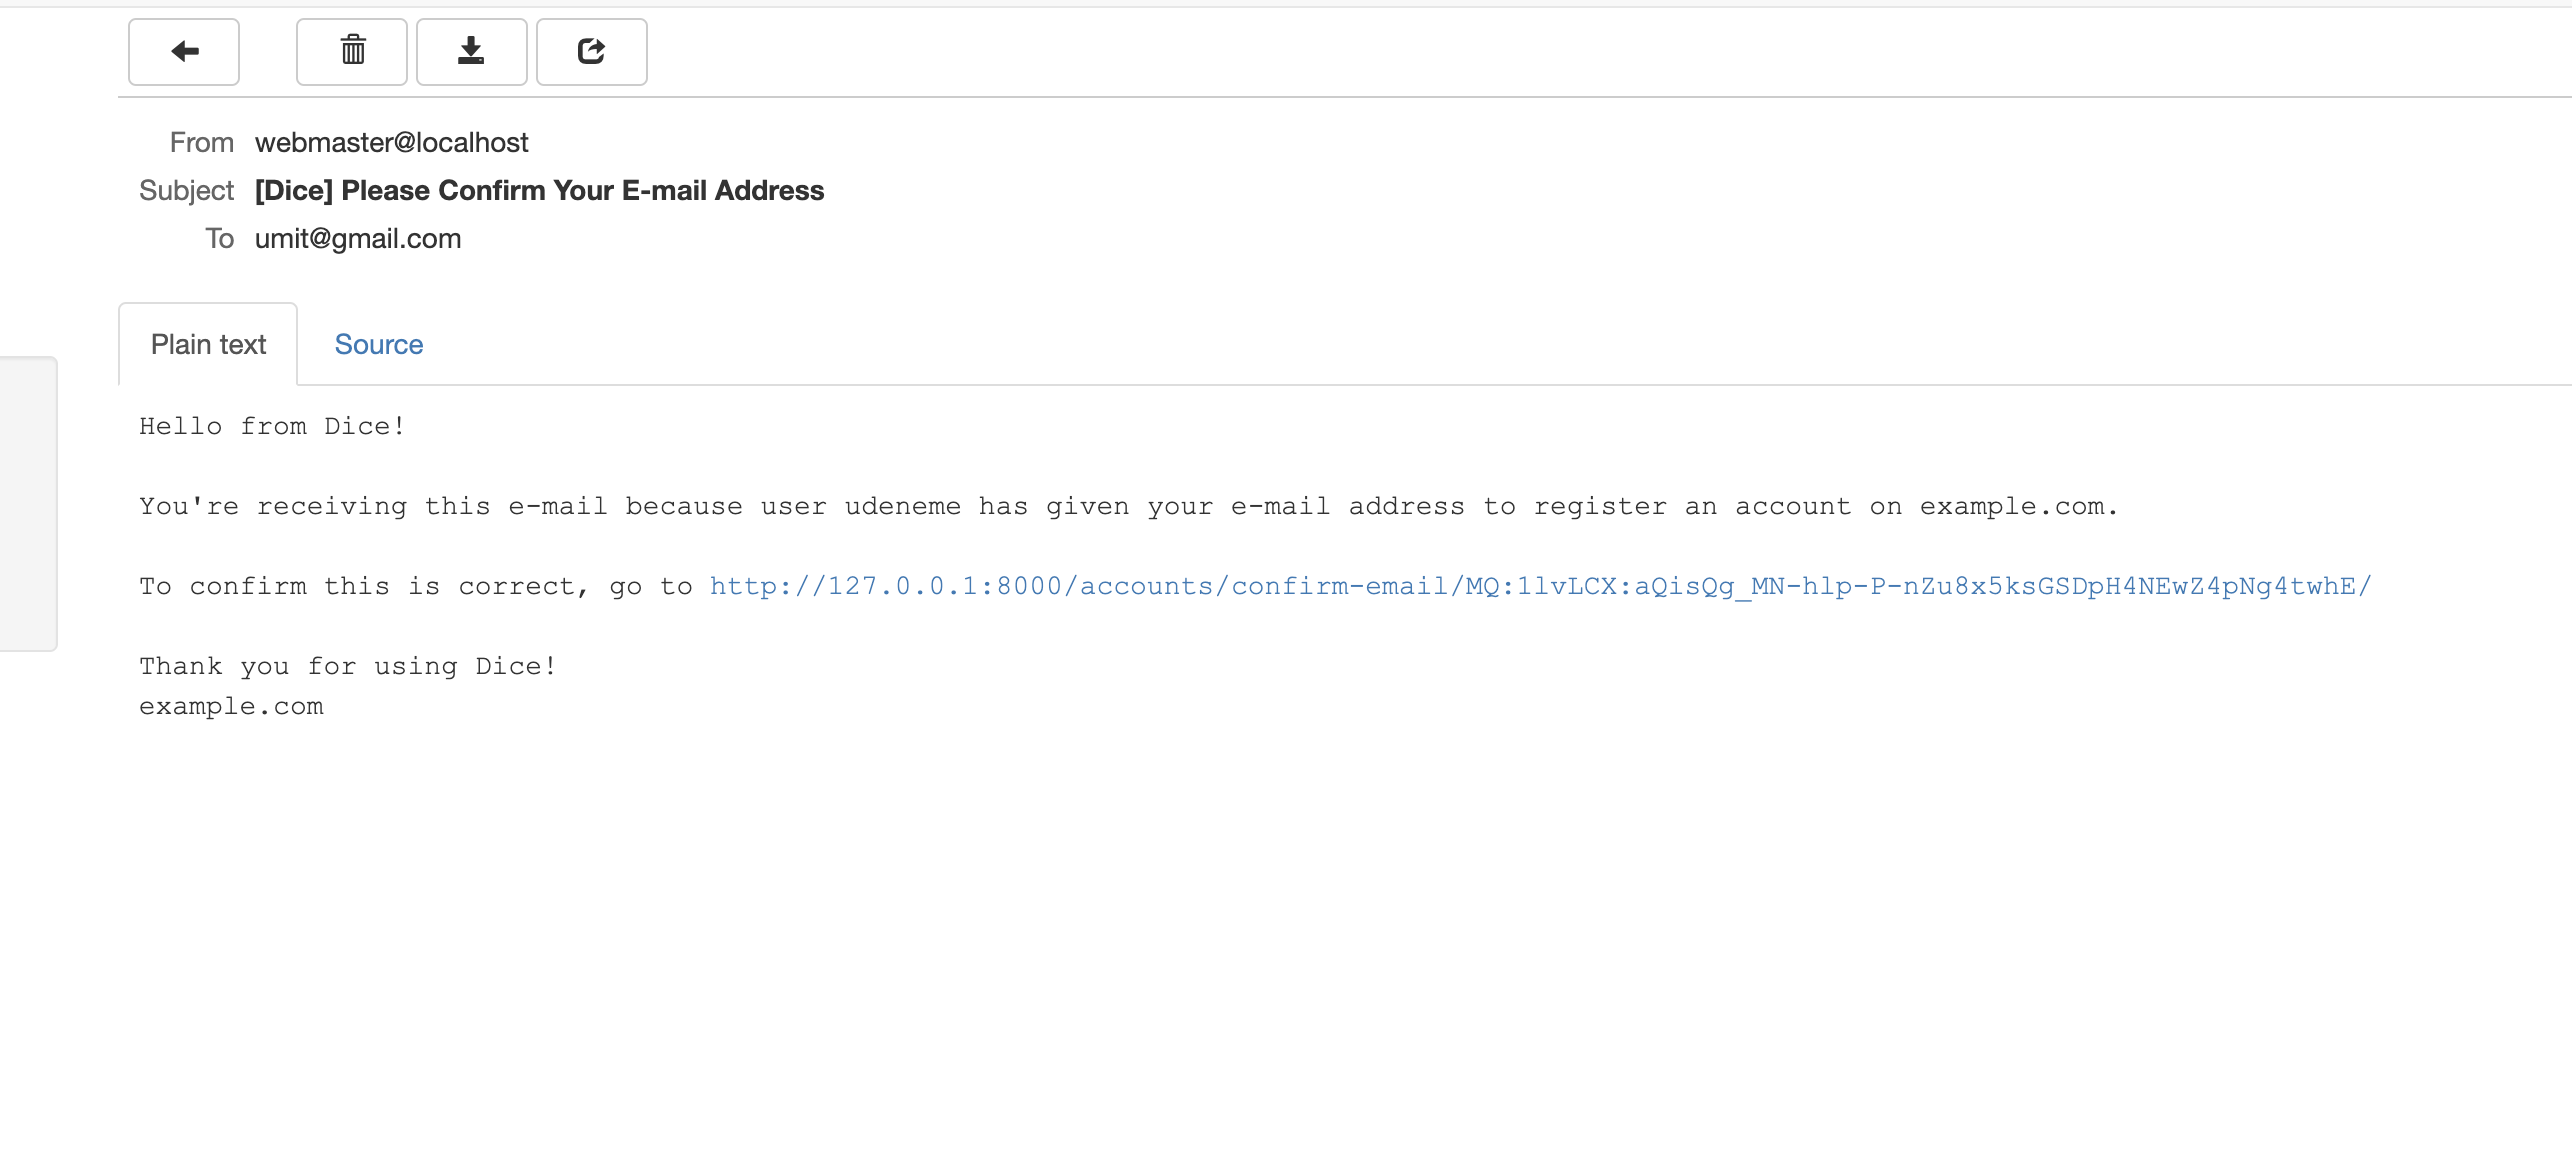 From webmaster@localhost
Subject [Dice] Please Confirm Your E-mail Address
To umit@gmail.com
Plain text Source
Hello from Dice!
You're receiving this e-mail because user udeneme has given your e-mail address to register an account on example.com.
To confirm this is correct, go to http://127.0.0.1:8000/accounts/confirm-email/MQ:1lvLCX:aQisQg_MN-hlp-P-nZu8x5ksGSDpH4NEwZ4pNg4twhE/
Thank you for using Dice!
example.com